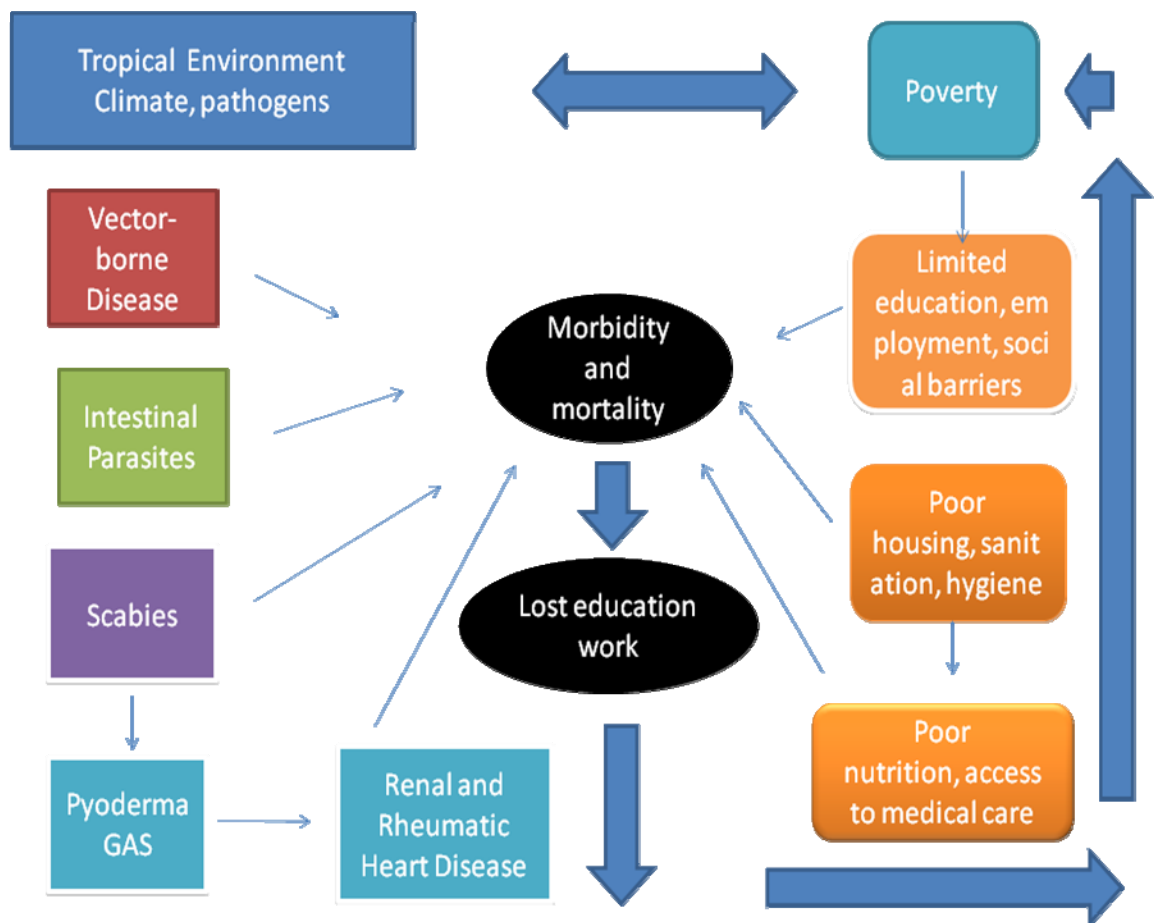 Tropical Environment
Climate, pathogens
Poverty
Vector-
borne
Disease
Limited
education, em
ployment, soci
al barriers
Morbidity
and
mortality
Intestinal
Parasites
Poor
housing, sanit
ation, hygiene
Scabies
Lost education
work
Poor
nutrition, access
to medical care
Pyoderma
GAS
Renal and
Rheumatic
Heart Disease